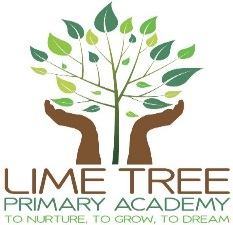 LIME TREE
PRIMARY ACADEMY
TO NURTURE, TO GROW, TO DREAM